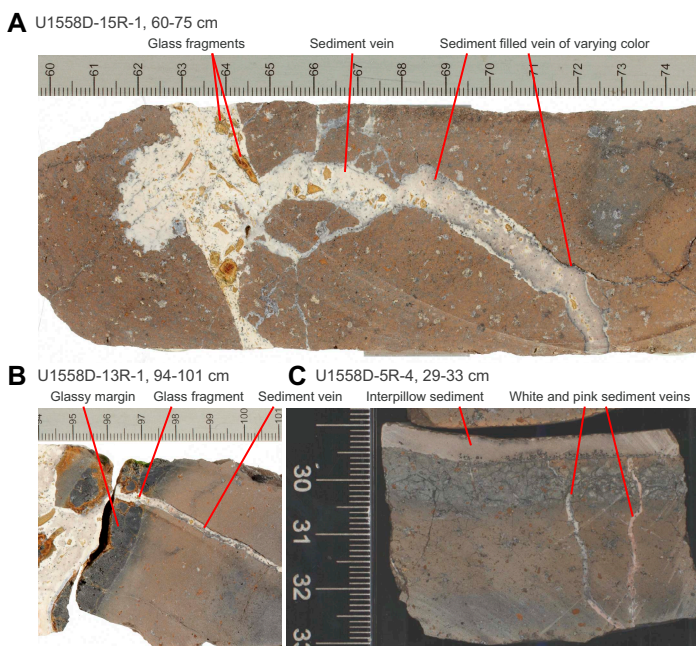 A U1558D-15R-1, 60-75 cm
Glass fragments Sediment vein Sediment filled vein of varying color
60 61 62 63 64 65 66 67 68 69 70 71 72 73 74
B U1558D-13R-1, 94-101 cm
Glassy margin Glass fragment Sediment vein
95 96 97 98 99 100 101
C U1558D-5R-4, 29-33 cm
Interpillow sediment White and pink sediment veins
30
31
32